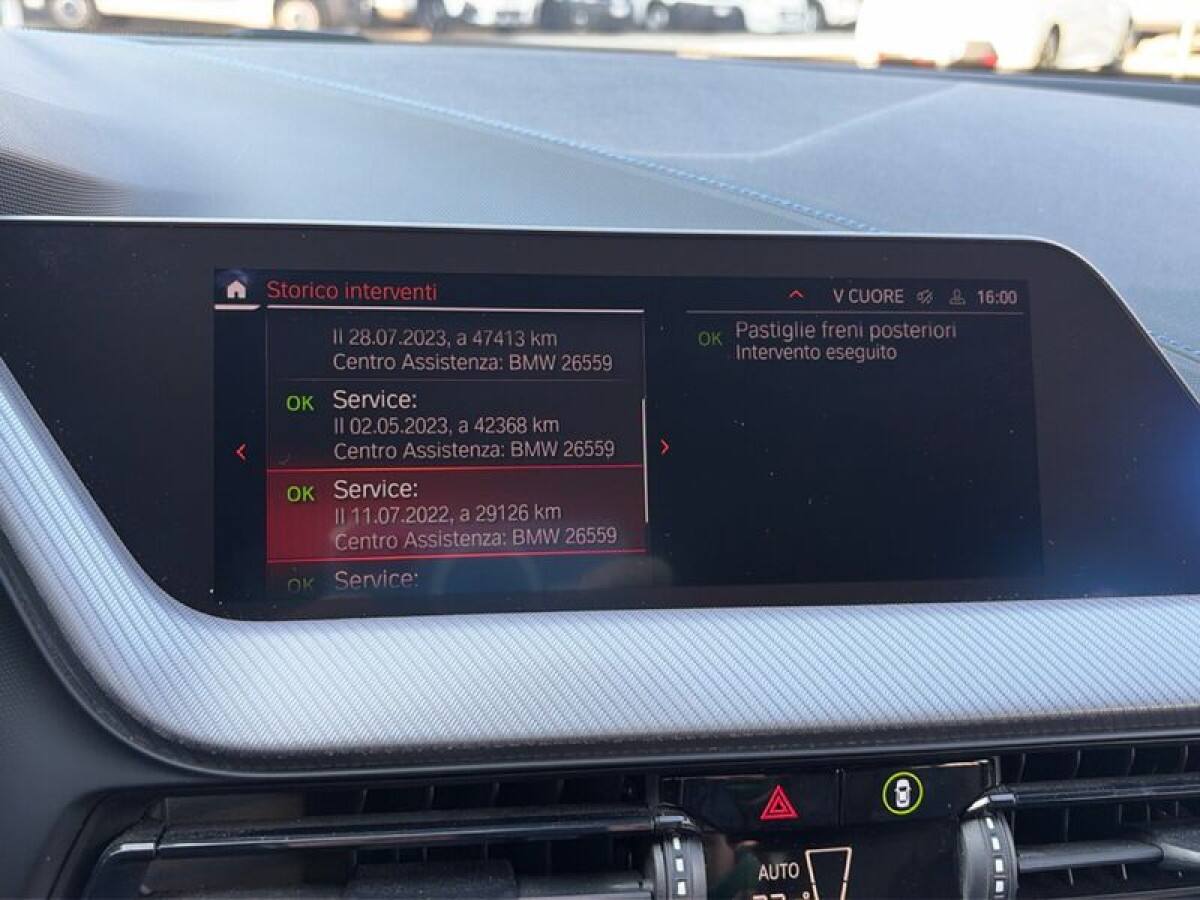 Storico interventi
V CUORE 16:00
Il 28.07.2023, a 47413 km
Centro Assistenza: BMW 26559
OK Service:
Il 02.05.2023, a 42368 km
Centro Assistenza: BMW 26559
OK Service:
Il 11.07.2022, a 29126 km
Centro Assistenza: BMW 26559
OK Service:
OK Pastiglie freni posteriori
Intervento eseguito
AUTO